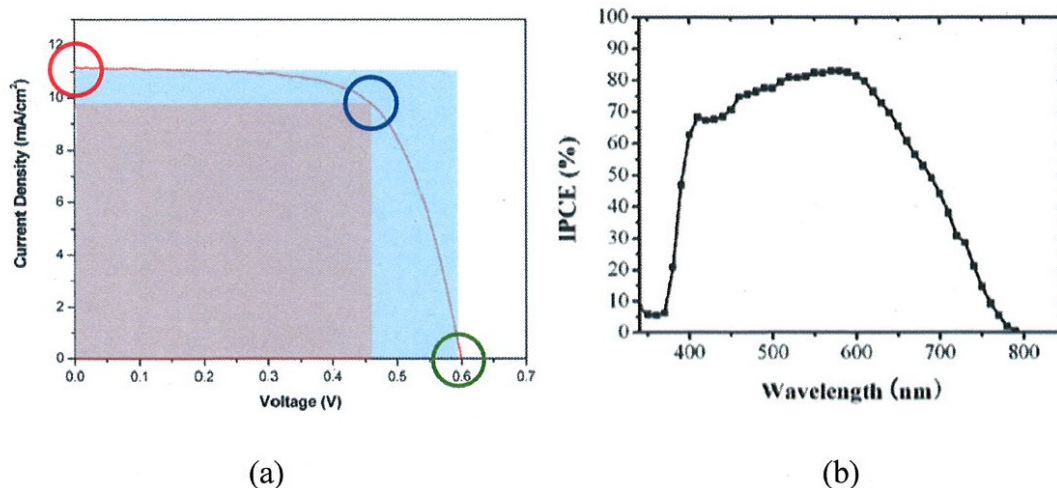 12
10
8
6
4
2
0
Current Density (mA/cm²)
0.0 0.1 0.2 0.3 0.4 0.5 0.6 0.7
Voltage (V)
(a)
100
90
80
70
60
50
40
30
20
10
0
IPCE (%)
400 500 600 700 800
Wavelength (nm)
(b)